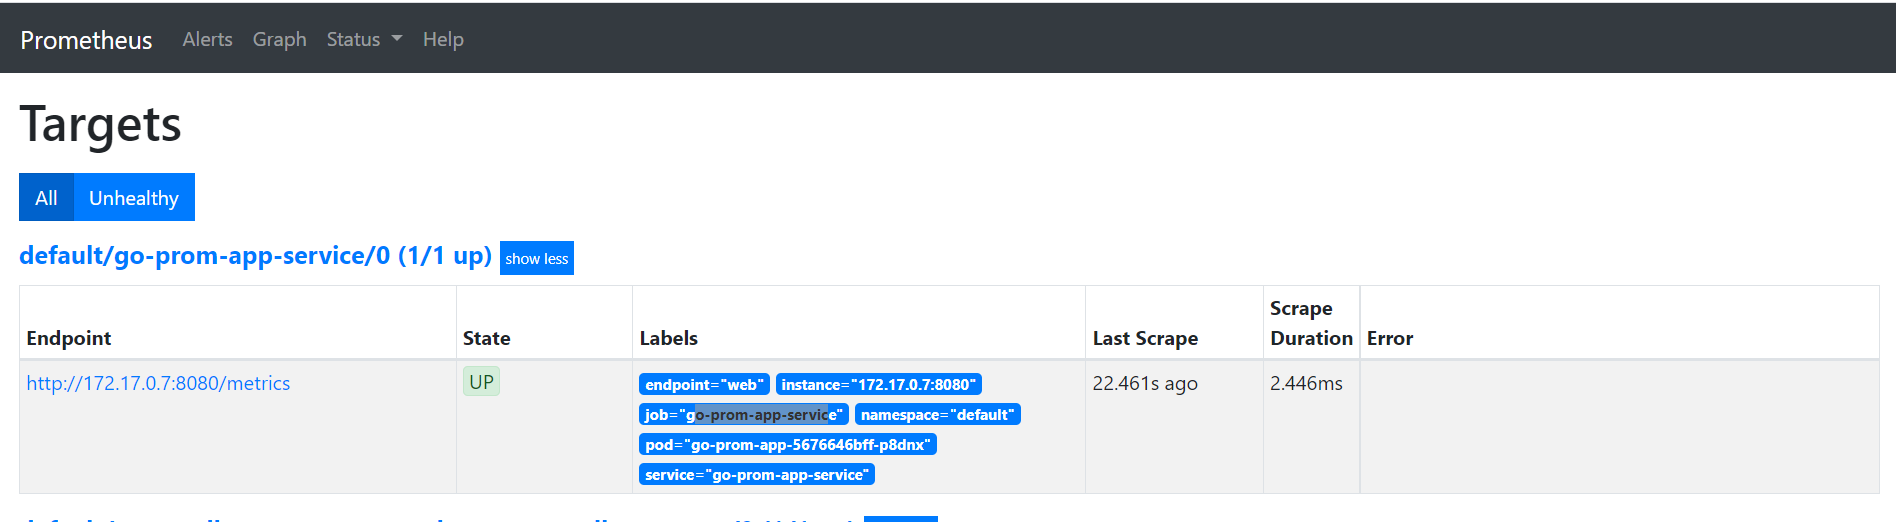 Prometheus Alerts Graph Status Help
Targets
All Unhealthy
default/go-prom-app-service/0 (1/1 up) show less
Endpoint State Labels Last Scrape Scrape Duration Error
http://172.17.0.7:8080/metrics UP endpoint="web" instance="172.17.0.7:8080" 22.461s ago 2.446ms
job="go-prom-app-service" namespace="default"
pod="go-prom-app-5676646bff-p8dnx"
service="go-prom-app-service"